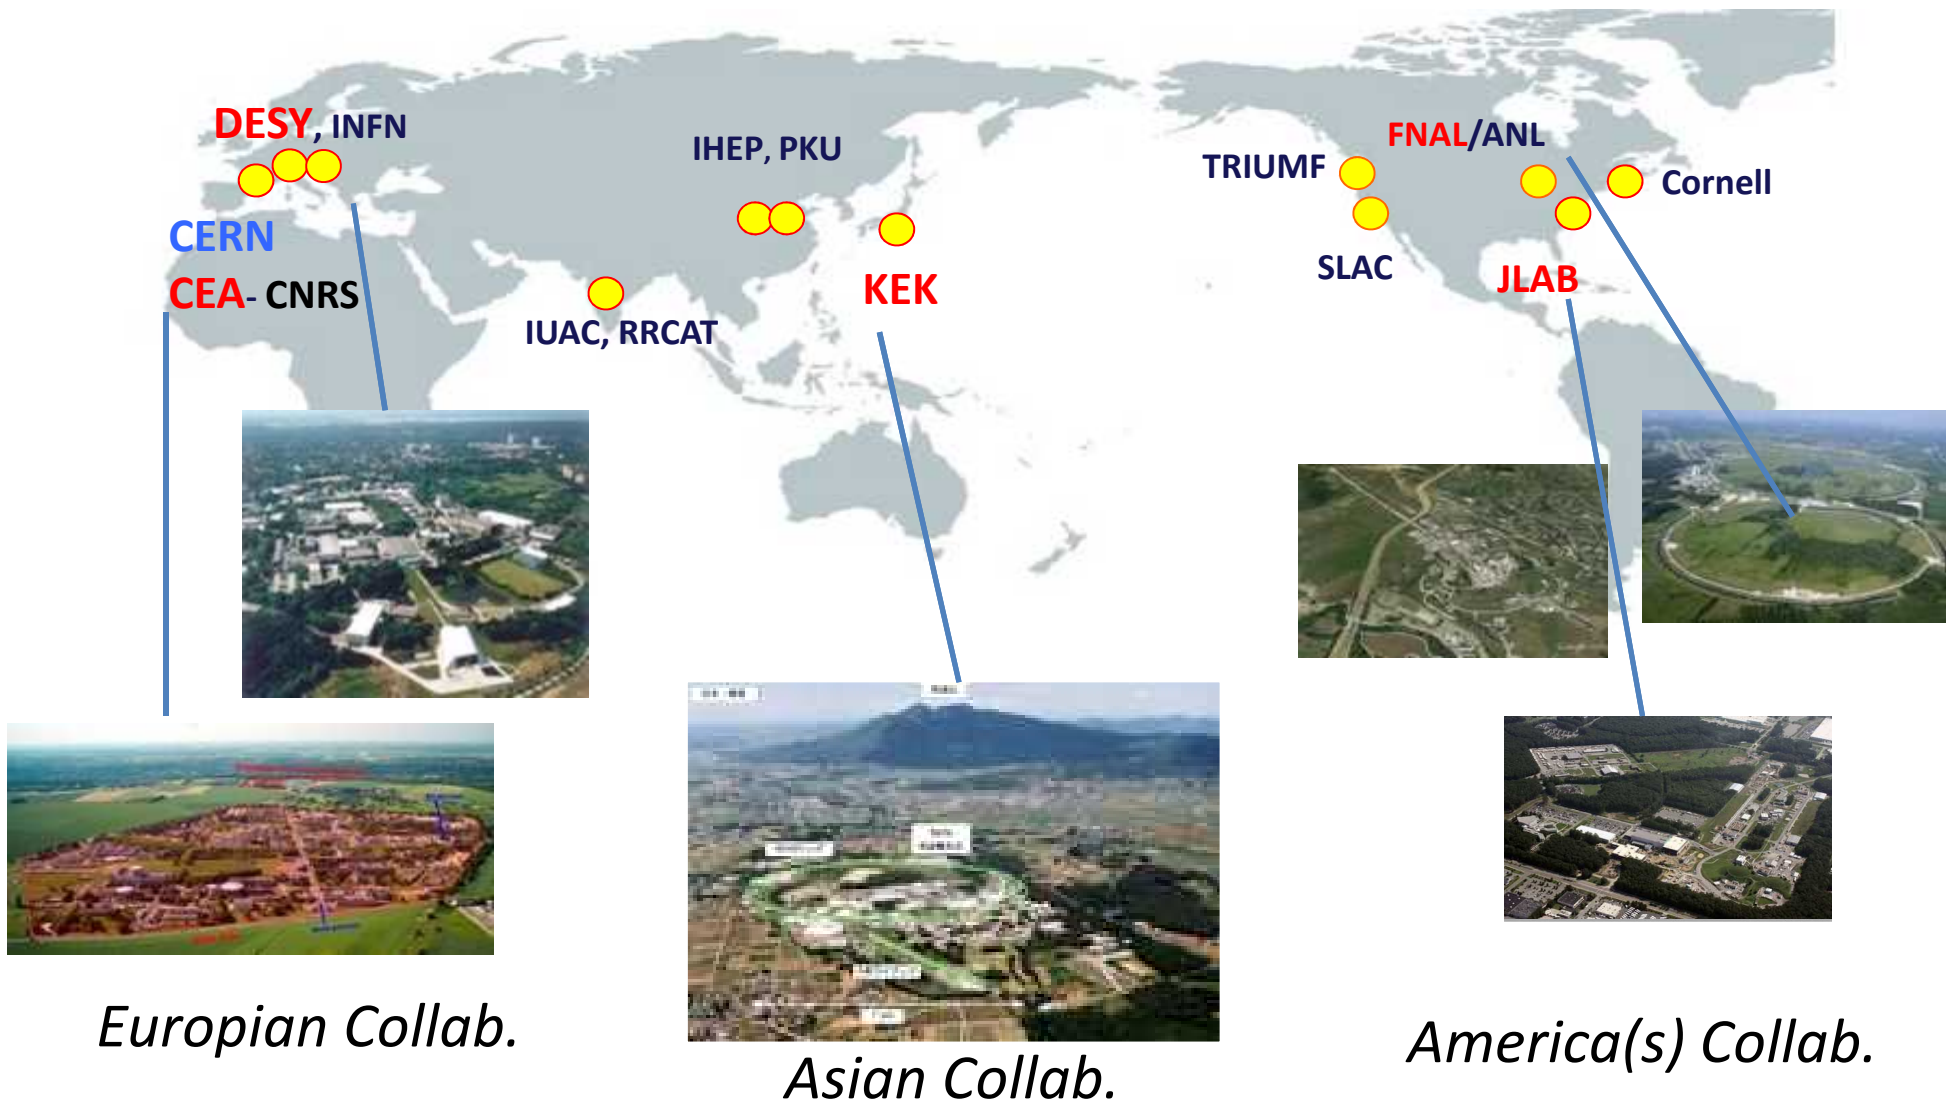 DESY, INFN
CERN
CEA- CNRS
IHEP, PKU
IUAC, RRCAT
KEK
TRIUMF
SLAC
FNAL/ANL
Cornell
JLAB
Europian Collab.
Asian Collab.
America(s) Collab.